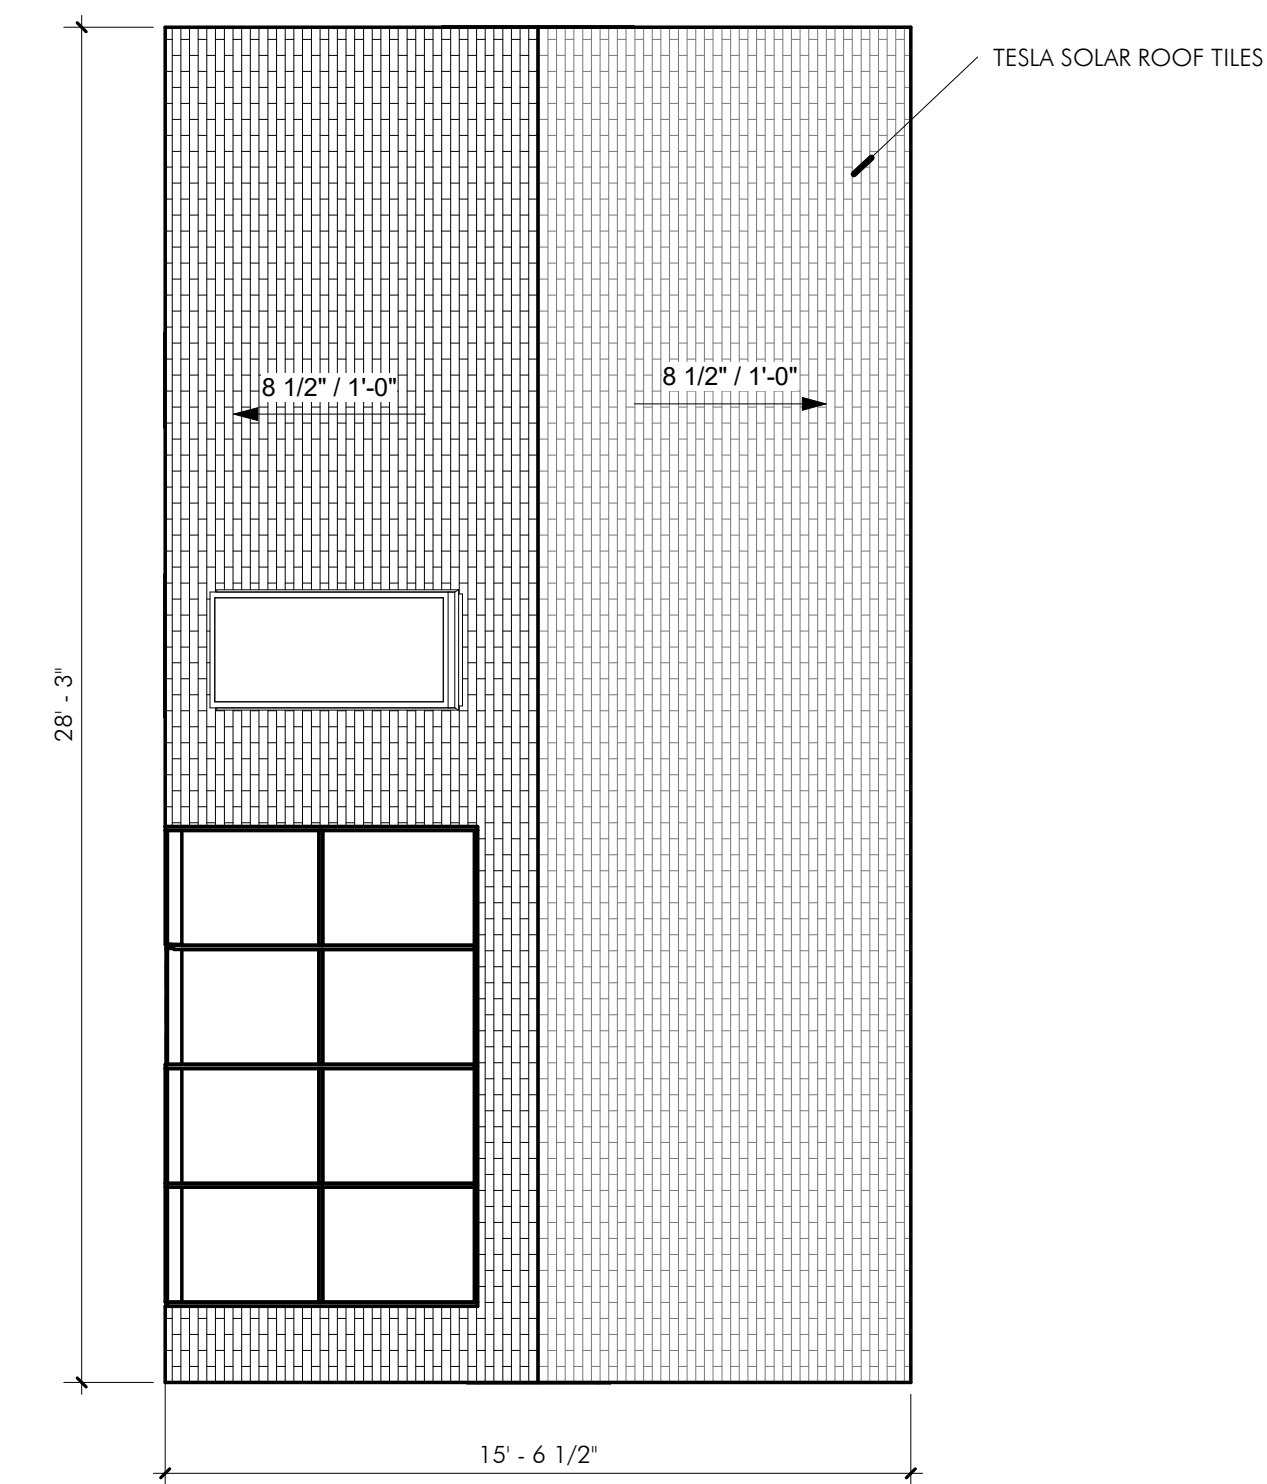 TESLA SOLAR ROOF TILES
8 1/2" / 1'-0"
8 1/2" / 1'-0"
28' - 3"
15' - 6 1/2"